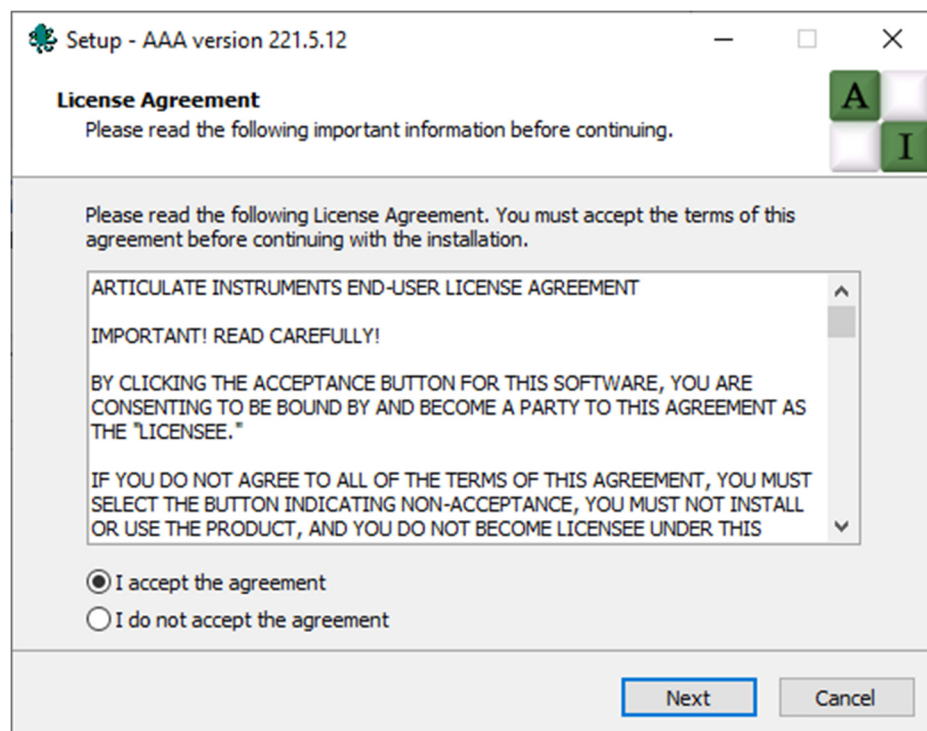 Setup - AAA version 221.5.12
License Agreement
Please read the following important information before continuing.
A
I
Please read the following License Agreement. You must accept the terms of this
agreement before continuing with the installation.
ARTICULATE INSTRUMENTS END-USER LICENSE AGREEMENT
IMPORTANT! READ CAREFULLY!
BY CLICKING THE ACCEPTANCE BUTTON FOR THIS SOFTWARE, YOU ARE
CONSENTING TO BE BOUND BY AND BECOME A PARTY TO THIS AGREEMENT AS
THE "LICENSEE."
IF YOU DO NOT AGREE TO ALL OF THE TERMS OF THIS AGREEMENT, YOU MUST
SELECT THE BUTTON INDICATING NON-ACCEPTANCE, YOU MUST NOT INSTALL
OR USE THE PRODUCT, AND YOU DO NOT BECOME LICENSEE UNDER THIS
I accept the agreement
I do not accept the agreement
Next
Cancel